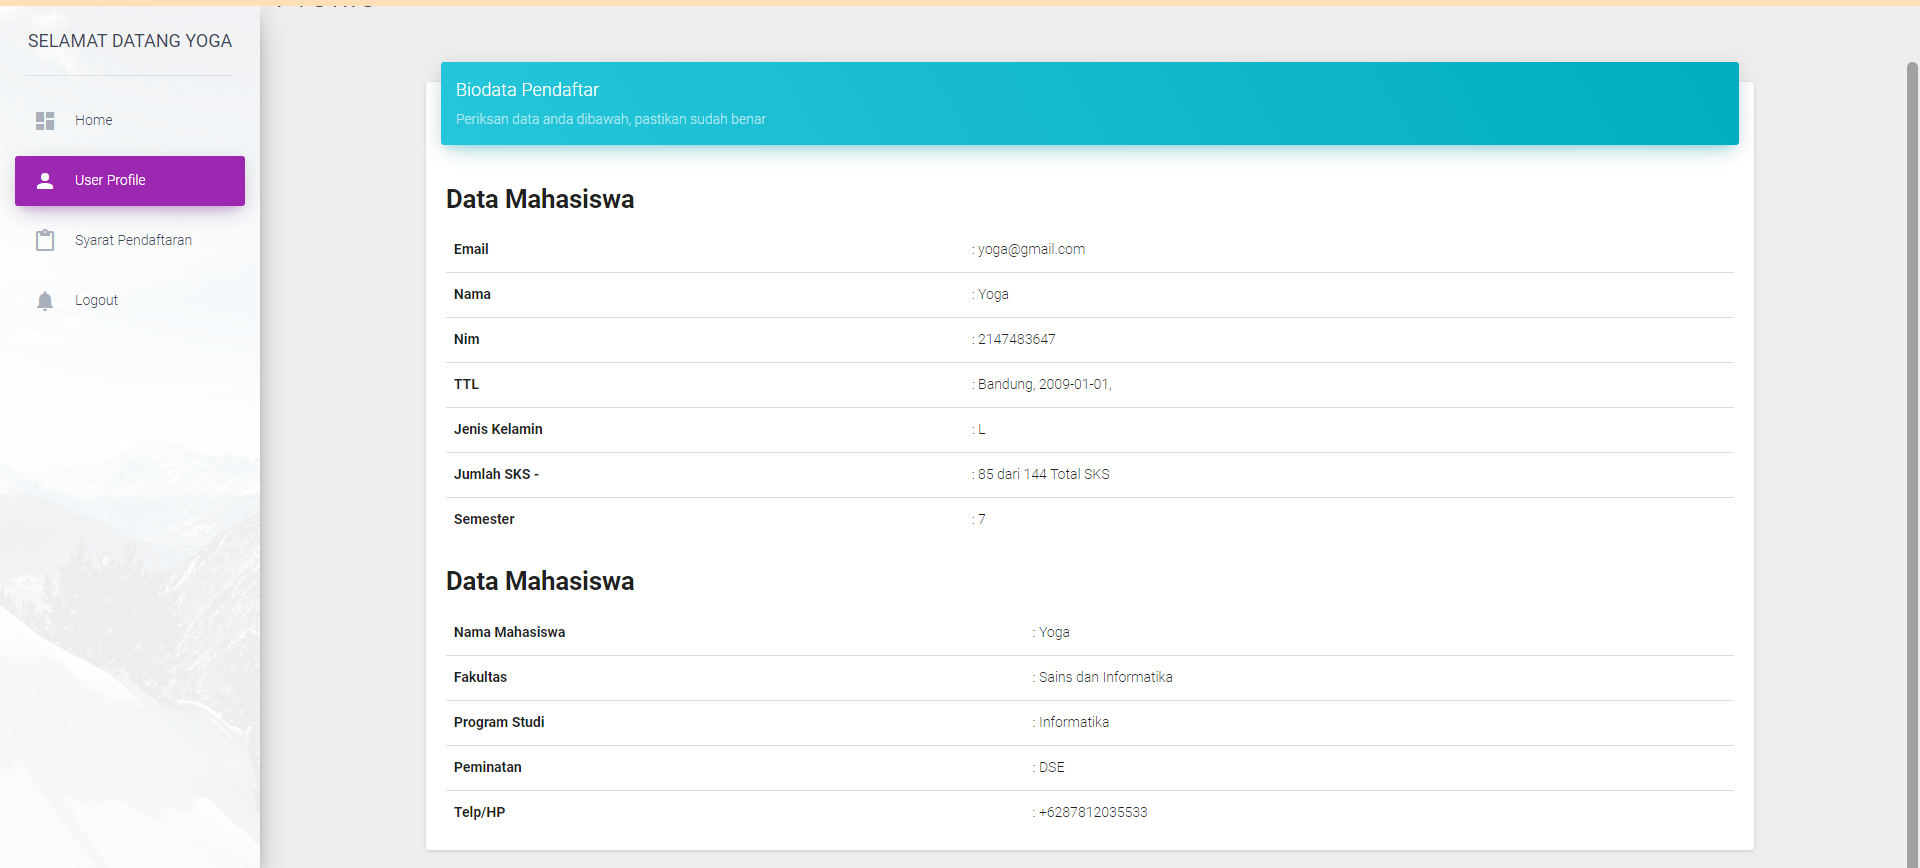 SELAMAT DATANG YOGA
Home
User Profile
Syarat Pendaftaran
Logout
Biodata Pendaftar
Periksan data anda dibawah, pastikan sudah benar
Data Mahasiswa
Email : yoga@gmail.com
Nama : Yoga
Nim : 2147483647
TTL : Bandung, 2009-01-01,
Jenis Kelamin : L
Jumlah SKS - : 85 dari 144 Total SKS
Semester : 7
Data Mahasiswa
Nama Mahasiswa : Yoga
Fakultas : Sains dan Informatika
Program Studi : Informatika
Peminatan : DSE
Telp/HP : +6287812035533